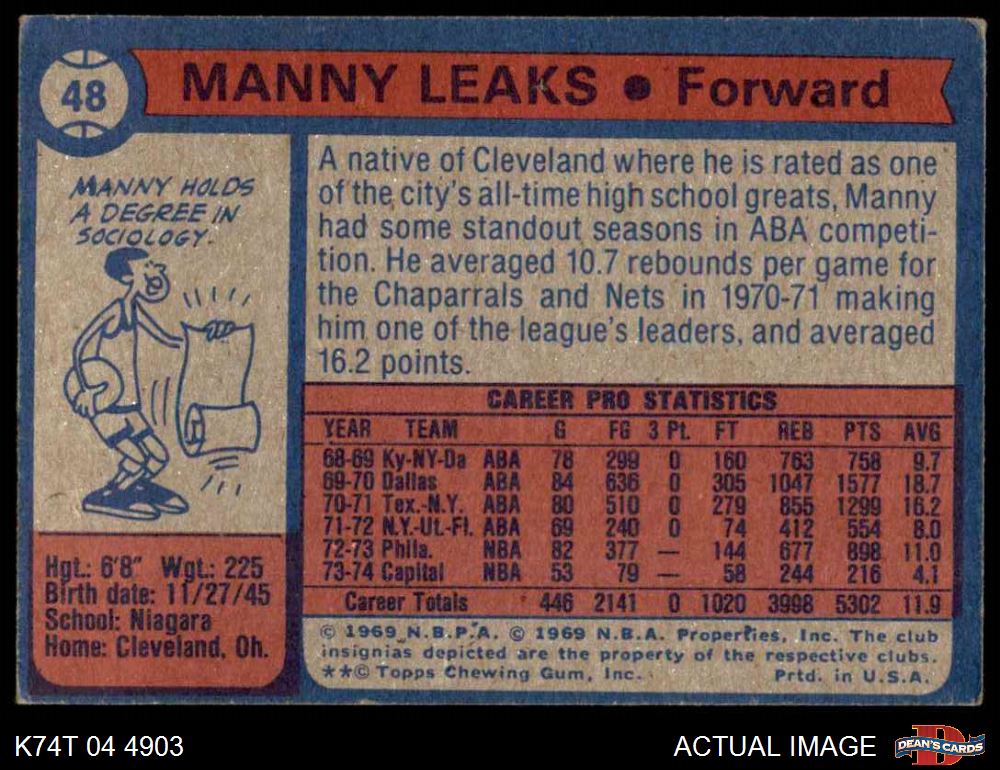 48
MANNY LEAKS ● Forward
MANNY HOLDS
A DEGREE IN
SOCIOLOGY.
A native of Cleveland where he is rated as one
of the city's all-time high school greats, Manny
had some standout seasons in ABA competi-
tion. He averaged 10.7 rebounds per game for
the Chaparrals and Nets in 1970-71 making
him one of the league's leaders, and averaged
16.2 points.
CAREER PRO STATISTICS
YEAR TEAM G FG 3 Pt. FT REB PTS AVG
68-69 Ky-NY-Da ABA 78 299 0 160 763 758 9.7
69-70 Dallas ABA 84 636 0 305 1047 1577 18.7
70-71 Tex.-N.Y. ABA 80 510 0 279 855 1299 16.2
71-72 N.Y.-Ut-Fl. ABA 69 240 0 74 412 554 8.0
72-73 Phila. NBA 82 377 — 144 677 898 11.0
73-74 Capital NBA 53 79 — 58 244 216 4.1
Career Totals 446 2141 0 1020 3998 5302 11.9
Hgt.: 6'8" Wgt.: 225
Birth date: 11/27/45
School: Niagara
Home: Cleveland, Oh.
© 1969 N.B.P.A. © 1969 N.B.A. Properties, Inc. The club
insignias depicted are the property of the respective clubs.
**© Topps Chewing Gum, Inc. Prtd. in U.S.A.
K74T 04 4903
ACTUAL IMAGE
D
DEAN'S CARDS